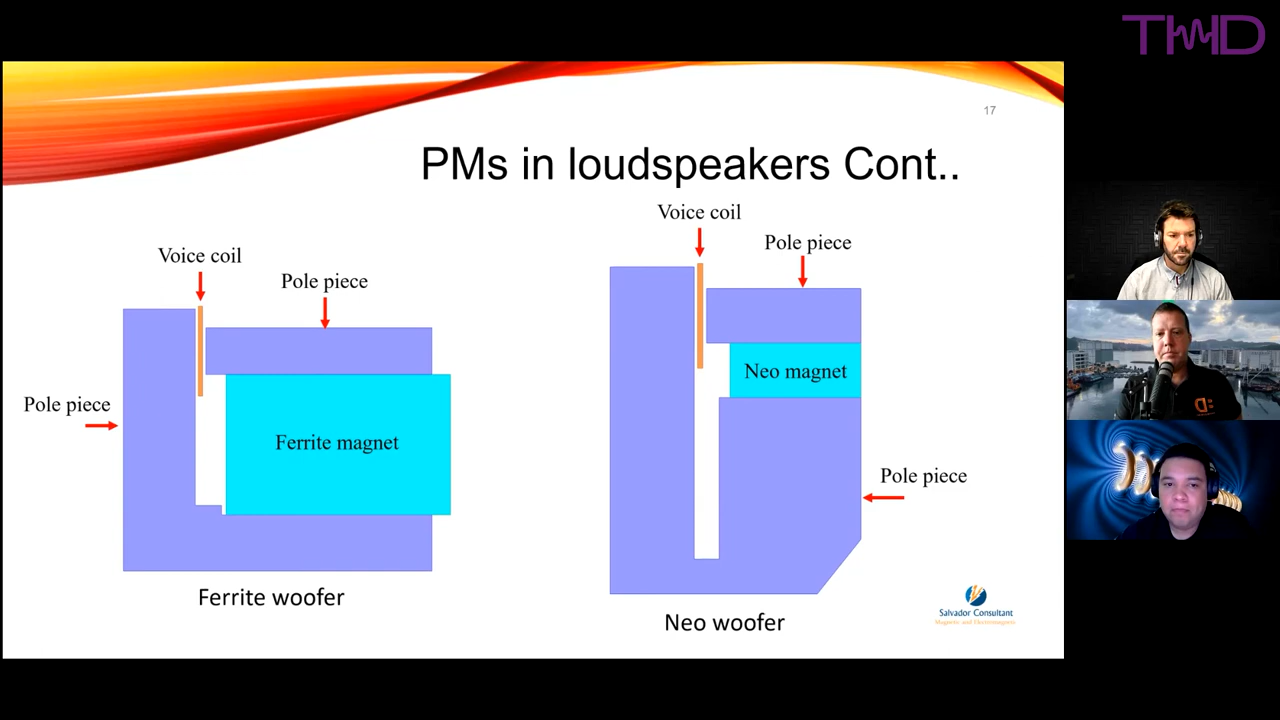 THD
17
PMs in loudspeakers Cont..
Voice coil
Pole piece
Pole piece
Ferrite magnet
Ferrite woofer
Voice coil
Pole piece
Neo magnet
Pole piece
Neo woofer
Salvador Consultant
Magnetic and Electromagnets